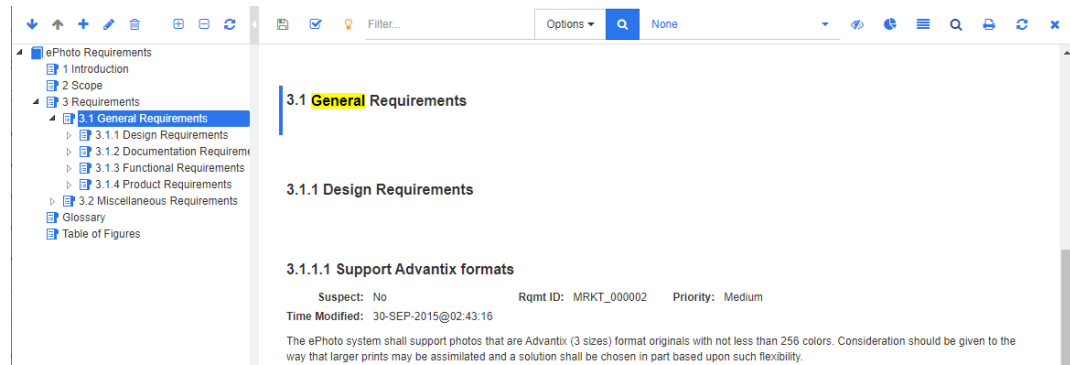 Filter...
Options
None
ePhoto Requirements
1 Introduction
2 Scope
3 Requirements
3.1 General Requirements
3.1.1 Design Requirements
3.1.2 Documentation Requireme
3.1.3 Functional Requirements
3.1.4 Product Requirements
3.2 Miscellaneous Requirements
Glossary
Table of Figures
3.1 General Requirements
3.1.1 Design Requirements
3.1.1.1 Support Advantix formats
Suspect: No Rqmt ID: MRKT_000002 Priority: Medium
Time Modified: 30-SEP-2015@02:43:16
The ePhoto system shall support photos that are Advantix (3 sizes) format originals with not less than 256 colors. Consideration should be given to the
way that larger prints may be assimilated and a solution shall be chosen in part based upon such flexibility.